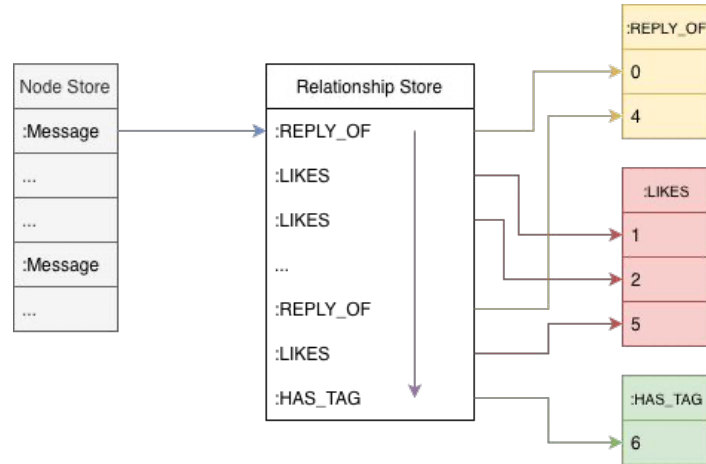 Node Store
:Message
...
...
:Message
...
Relationship Store
:REPLY_OF
:LIKES
:LIKES
...
:REPLY_OF
:LIKES
:HAS_TAG
:REPLY_OF
0
4
:LIKES
1
2
5
:HAS_TAG
6